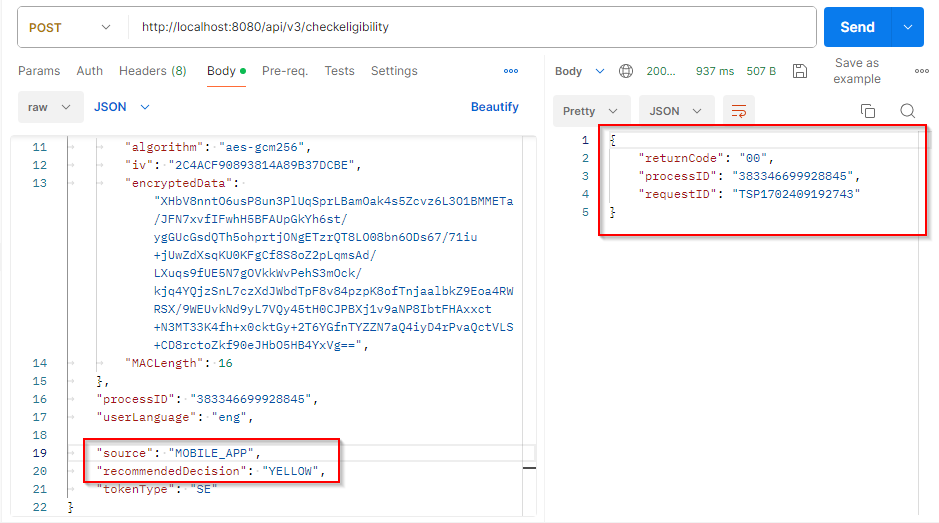 POST
http://localhost:8080/api/v3/checkeligibility
Send
Params Auth Headers (8) Body Pre-req. Tests Settings
raw JSON Beautify
11 "algorithm": "aes-gcm256",
12 "iv": "2C4ACF90893814A89B37DCBE",
13 "encryptedData":
"XHbV8nntO6usP8un3PlUqSprLBamOak4s5Zcvz6L3O1BMMETa
/JFN7xvfIFwhH5BFAUpGkYh6st/
ygGUcGsdQTh5ohprtjONgETzrQT8LO08bn6ODs67/71iu
+jUwZdXsqKU0KFgCf8S8oZ2pLqmsAd/
LXuqs9fUE5N7gOVkkWvPehS3mOck/
kjq4YQjzSnL7czXdJWbdTpF8v84pzpK8ofTnjaalbkZ9Eoa4RW
RSX/9WEUvkNd9yL7VQy45tH0CJPBXj1v9aNP8IbtFHAxxct
+N3MT33K4fh+x0cktGy+2T6YGfnTYZZN7aQ4iyD4rPvaQctVLS
+CD8rctoZkf90eJHbO5HB4YxVg==",
14 "MACLength": 16
15 },
16 "processID": "383346699928845",
17 "userLanguage": "eng",
18
19 "source": "MOBILE_APP",
20 "recommendedDecision": "YELLOW",
21 "tokenType": "SE"
22 }
Body 200... 937 ms 507 B Save as
example
Pretty JSON
1 {
2 "returnCode": "00",
3 "processID": "383346699928845",
4 "requestID": "TSP1702409192743"
5 }